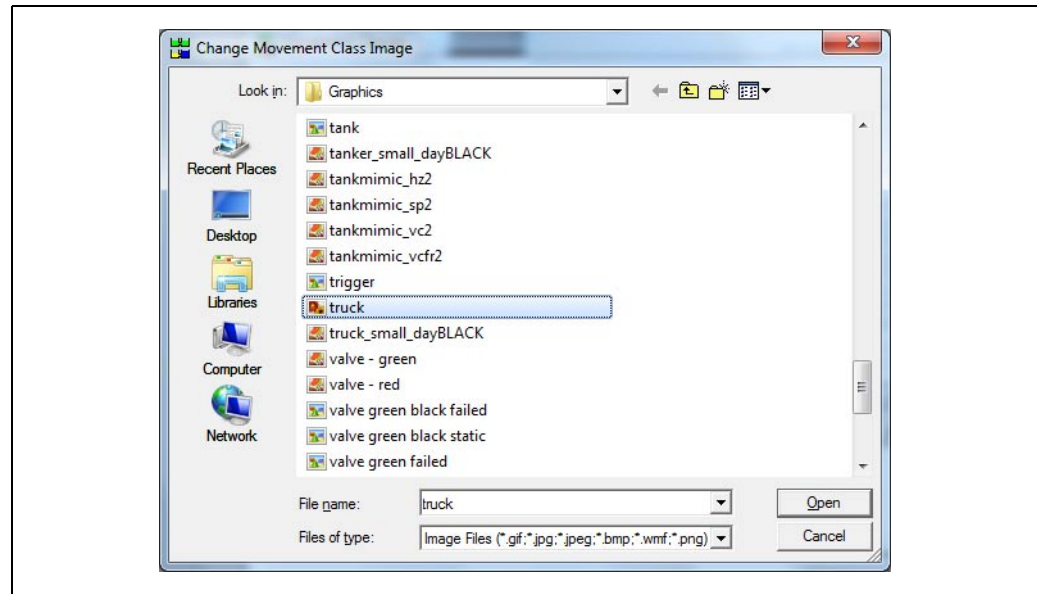 Change Movement Class Image
Look in: Graphics
tank
tanker_small_dayBLACK
Recent Places
tankmimic_hz2
tankmimic_sp2
tankmimic_vc2
Desktop
tankmimic_vcfr2
trigger
Libraries
truck
truck_small_dayBLACK
valve - green
Computer
valve - red
valve green black failed
Network
valve green black static
valve green failed
File name: truck Open
Files of type: Image Files (*.gif;*.jpg;*.jpeg;*.bmp;*.wmf;*.png) Cancel